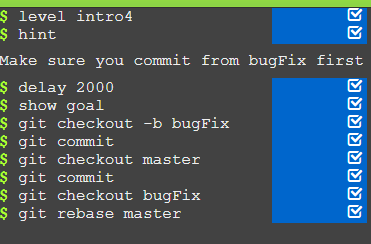 $ level intro4
$ hint
Make sure you commit from bugFix first
$ delay 2000
$ show goal
$ git checkout -b bugFix
$ git commit
$ git checkout master
$ git commit
$ git checkout bugFix
$ git rebase master